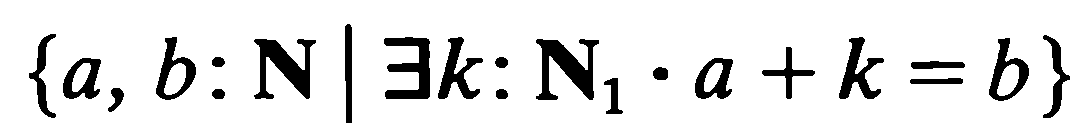 {a, b: N | ∃k: N₁ · a + k = b}